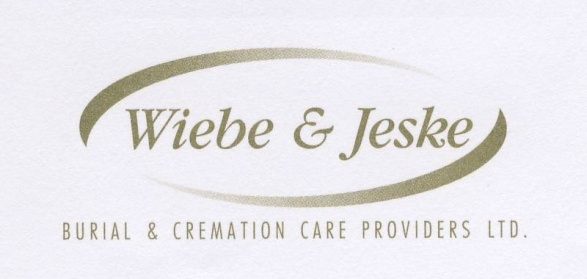 Wiebe & Jeske
BURIAL & CREMATION CARE PROVIDERS LTD.